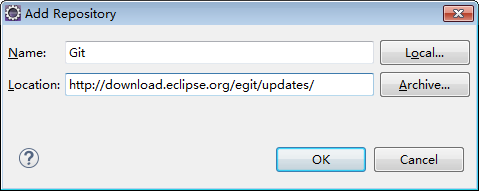 Add Repository
Name: Git Local...
Location: http://download.eclipse.org/egit/updates/ Archive...
? OK Cancel